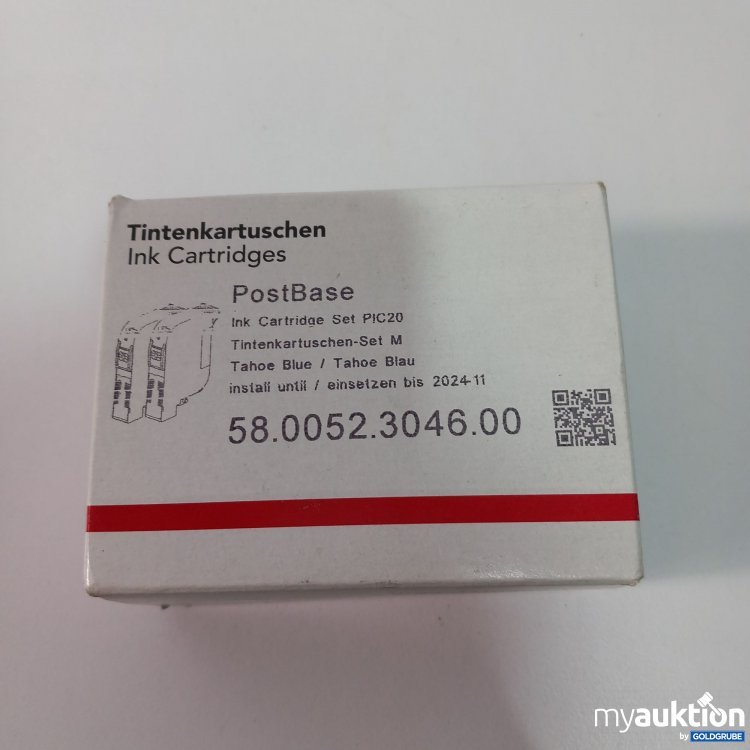 Tintenkartuschen
Ink Cartridges
PostBase
Ink Cartridge Set PIC20
Tintenkartuschen-Set M
Tahoe Blue / Tahoe Blau
install until / einsetzen bis 2024-11
58.0052.3046.00
myauktion
by GOLDGRUBE